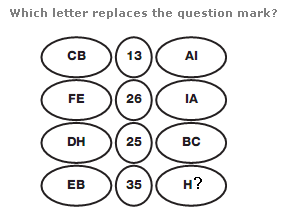 Which letter replaces the question mark?
CB 13 AI
FE 26 IA
DH 25 BC
EB 35 H?